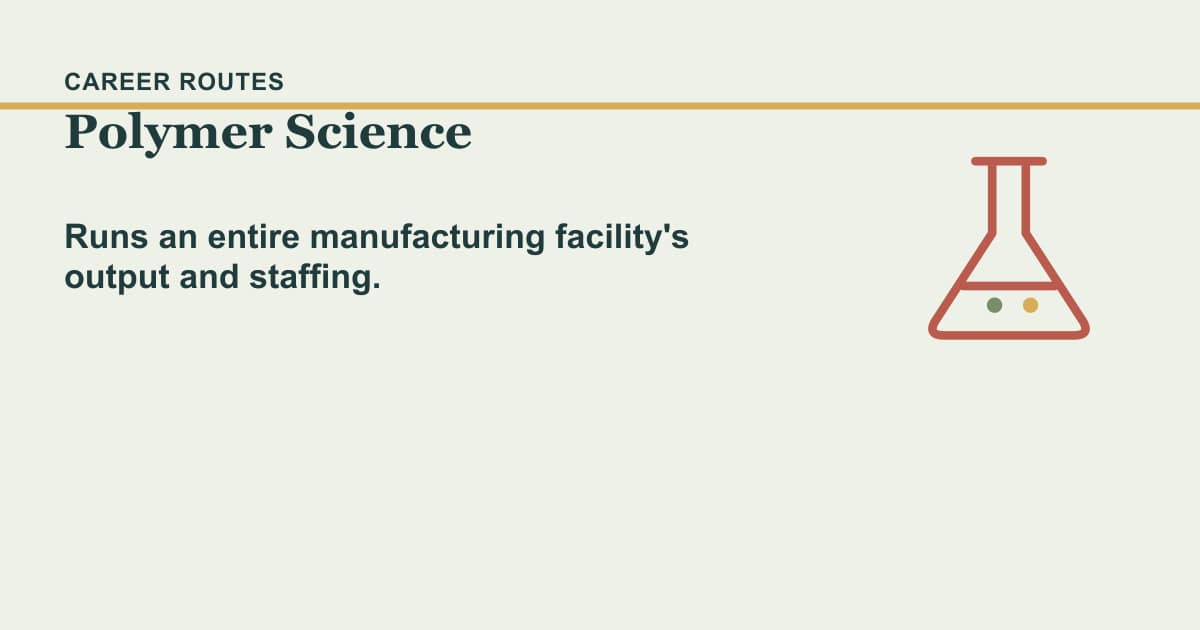 CAREER ROUTES
Polymer Science
Runs an entire manufacturing facility's
output and staffing.